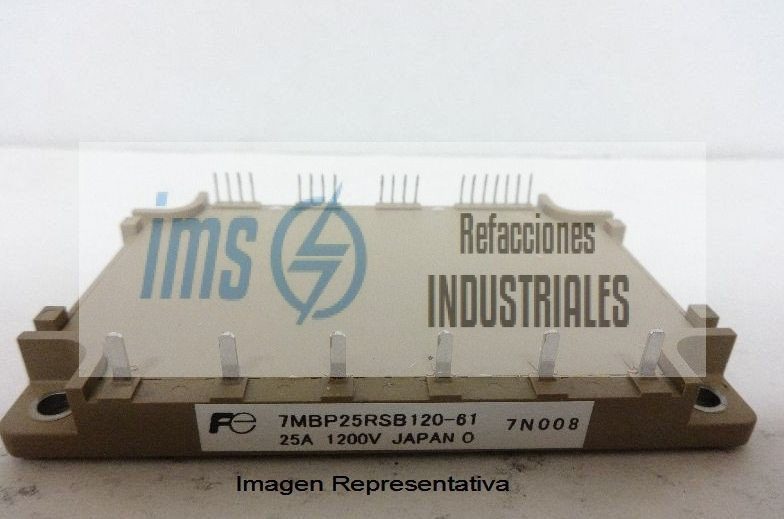 ims
Refacciones
INDUSTRIALES
Fe 7MBP25RSB120-61 7N008
25A 1200V JAPAN O
Imagen Representativa